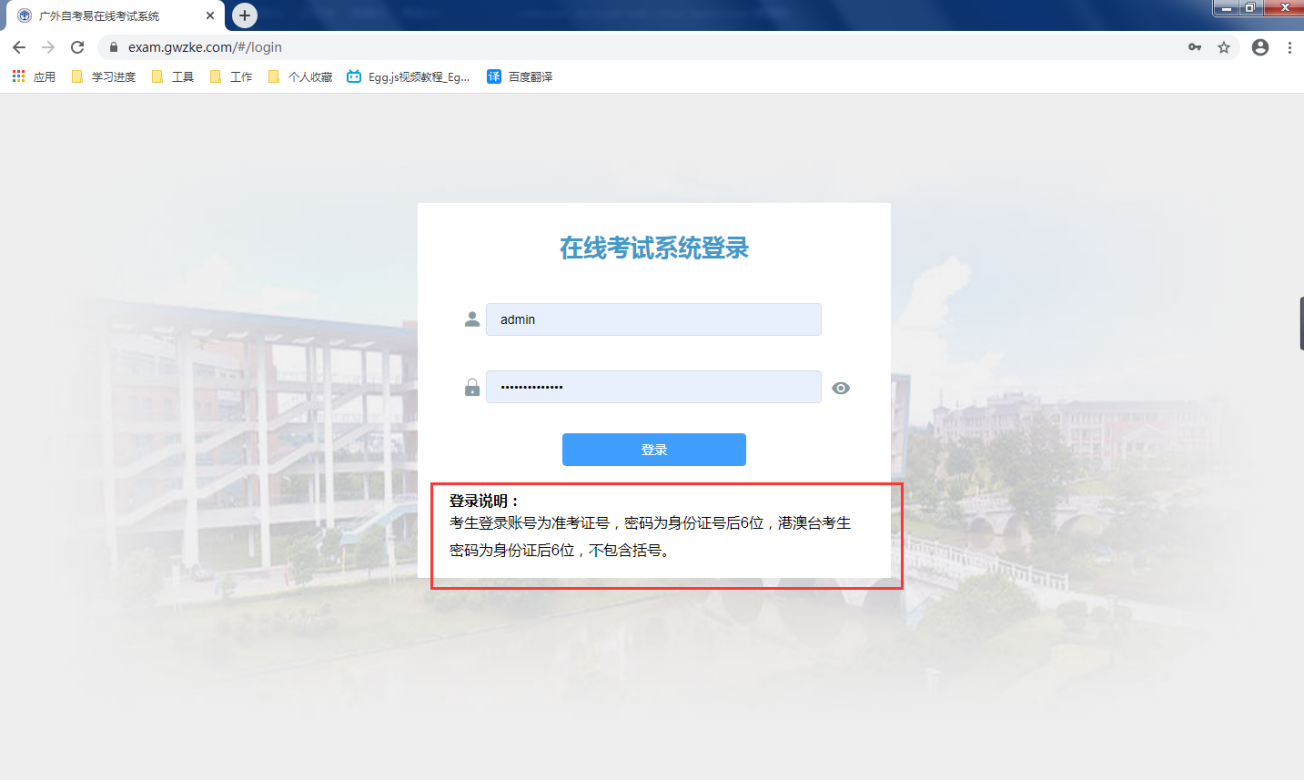 广外自考易在线考试系统
exam.gwzke.com/#/login
应用 学习进度 工具 工作 个人收藏 Egg.js视频教程_Eg... 译 百度翻译
在线考试系统登录
admin
••••••••••••••
登录
登录说明：
考生登录账号为准考证号，密码为身份证号后6位，港澳台考生
密码为身份证后6位，不包含括号。